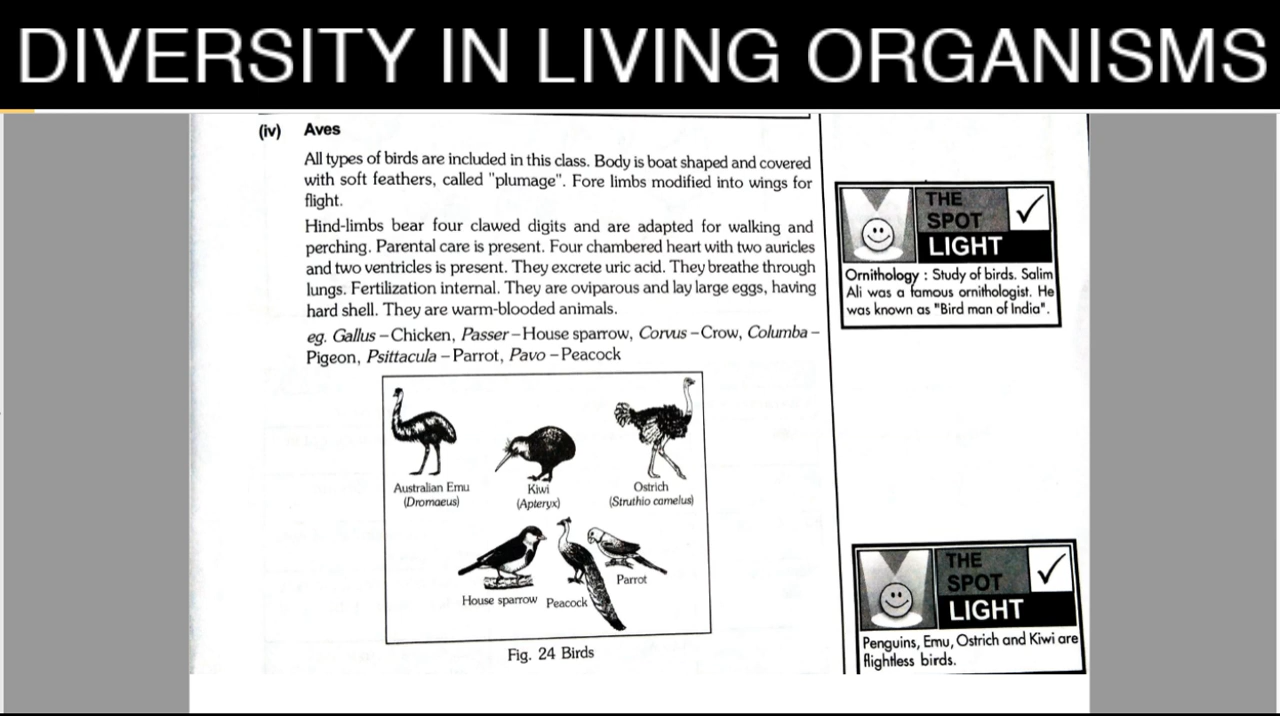 DIVERSITY IN LIVING ORGANISMS
(iv) Aves
All types of birds are included in this class. Body is boat shaped and covered
with soft feathers, called "plumage". Fore limbs modified into wings for
flight.
Hind-limbs bear four clawed digits and are adapted for walking and
perching. Parental care is present. Four chambered heart with two auricles
and two ventricles is present. They excrete uric acid. They breathe through
lungs. Fertilization internal. They are oviparous and lay large eggs, having
hard shell. They are warm-blooded animals.
eg. Gallus – Chicken, Passer – House sparrow, Corvus – Crow, Columba –
Pigeon, Psittacula – Parrot, Pavo – Peacock
Australian Emu
(Dromaeus)
Kiwi
(Apteryx)
Ostrich
(Struthio camelus)
House sparrow
Peacock
Parrot
Fig. 24 Birds
THE
SPOT
LIGHT
Ornithology : Study of birds. Salim
Ali was a famous ornithologist. He
was known as "Bird man of India".
THE
SPOT
LIGHT
Penguins, Emu, Ostrich and Kiwi are
flightless birds.